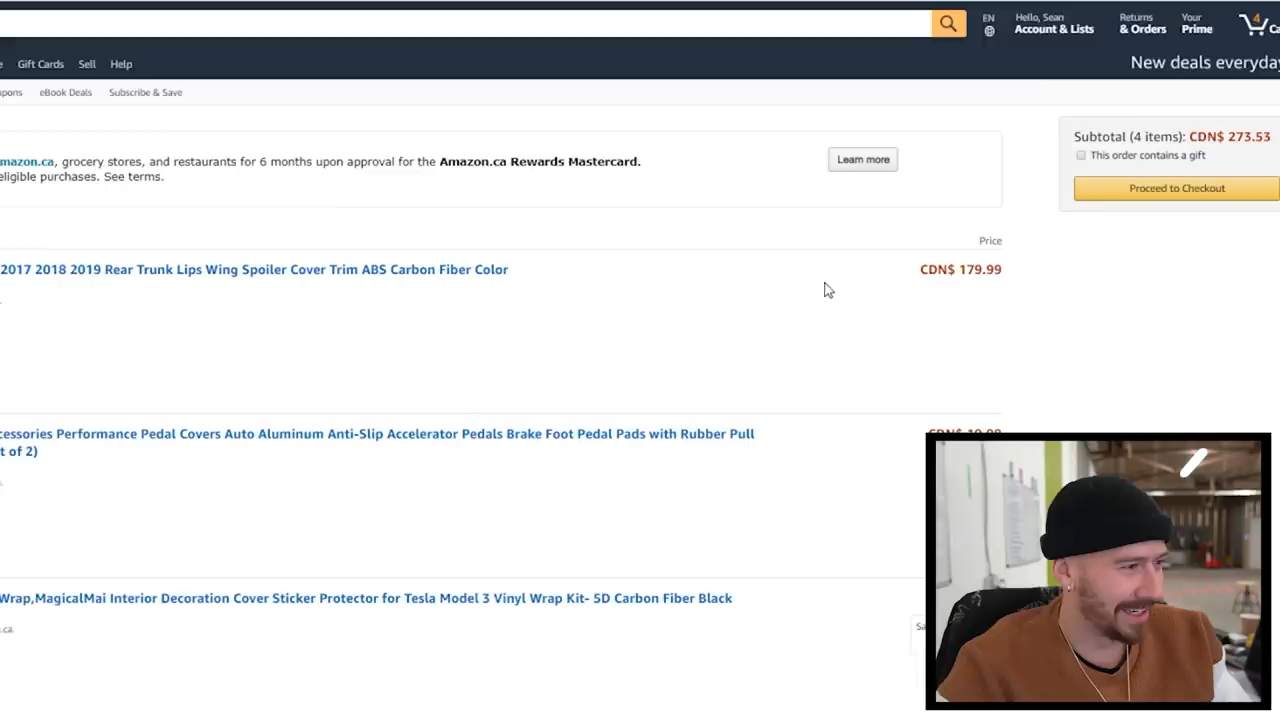 EN
Hello, Sean
Account & Lists
Returns
& Orders
Your
Prime
4
Gift Cards
Sell
Help
New deals everyday
eBook Deals
Subscribe & Save
mazon.ca, grocery stores, and restaurants for 6 months upon approval for the Amazon.ca Rewards Mastercard.
eligible purchases. See terms.
Learn more
Subtotal (4 items): CDN$ 273.53
This order contains a gift
Proceed to Checkout
Price
2017 2018 2019 Rear Trunk Lips Wing Spoiler Cover Trim ABS Carbon Fiber Color
CDN$ 179.99
cessories Performance Pedal Covers Auto Aluminum Anti-Slip Accelerator Pedals Brake Foot Pedal Pads with Rubber Pull
t of 2)
Wrap,MagicalMai Interior Decoration Cover Sticker Protector for Tesla Model 3 Vinyl Wrap Kit- 5D Carbon Fiber Black
.ca